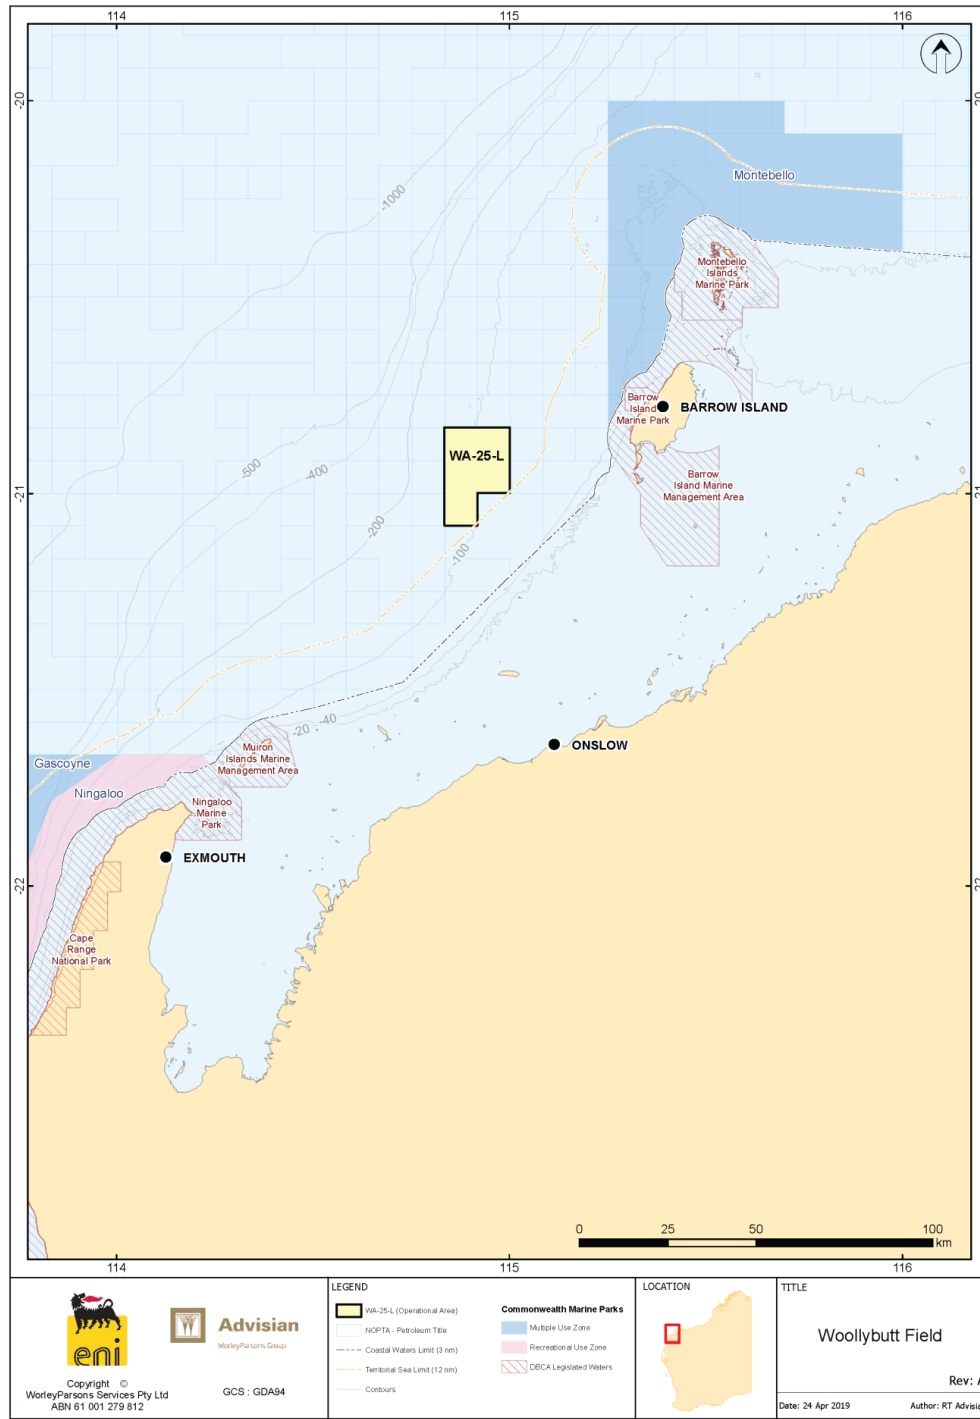 114
115
116
-20
-20
Montebello
-1000
Montebello
Islands
Marine Park
Barrow
Island
Marine Park
BARROW ISLAND
WA-25-L
-500
-400
Barrow
Island Marine
Management Area
-21
-21
-200
-100
-20
-40
ONSLOW
Muiron
Islands Marine
Management Area
Gascoyne
Ningaloo
Ningaloo
Marine
Park
EXMOUTH
-22
-22
Cape
Range
National Park
0
25
50
100
km
114
115
116
eni
Advisian
WorleyParsons Group
Copyright ©
WorleyParsons Services Pty Ltd
ABN 61 001 279 812
GCS : GDA94
LEGEND
WA-25-L (Operational Area)
NOPTA - Petroleum Title
Coastal Waters Limit (3 nm)
Territorial Sea Limit (12 nm)
Contours
Commonwealth Marine Parks
Multiple Use Zone
Recreational Use Zone
DBCA Legislated Waters
LOCATION
TITLE
Woollybutt Field
Rev: A
Date: 24 Apr 2019
Author: RT Advisia